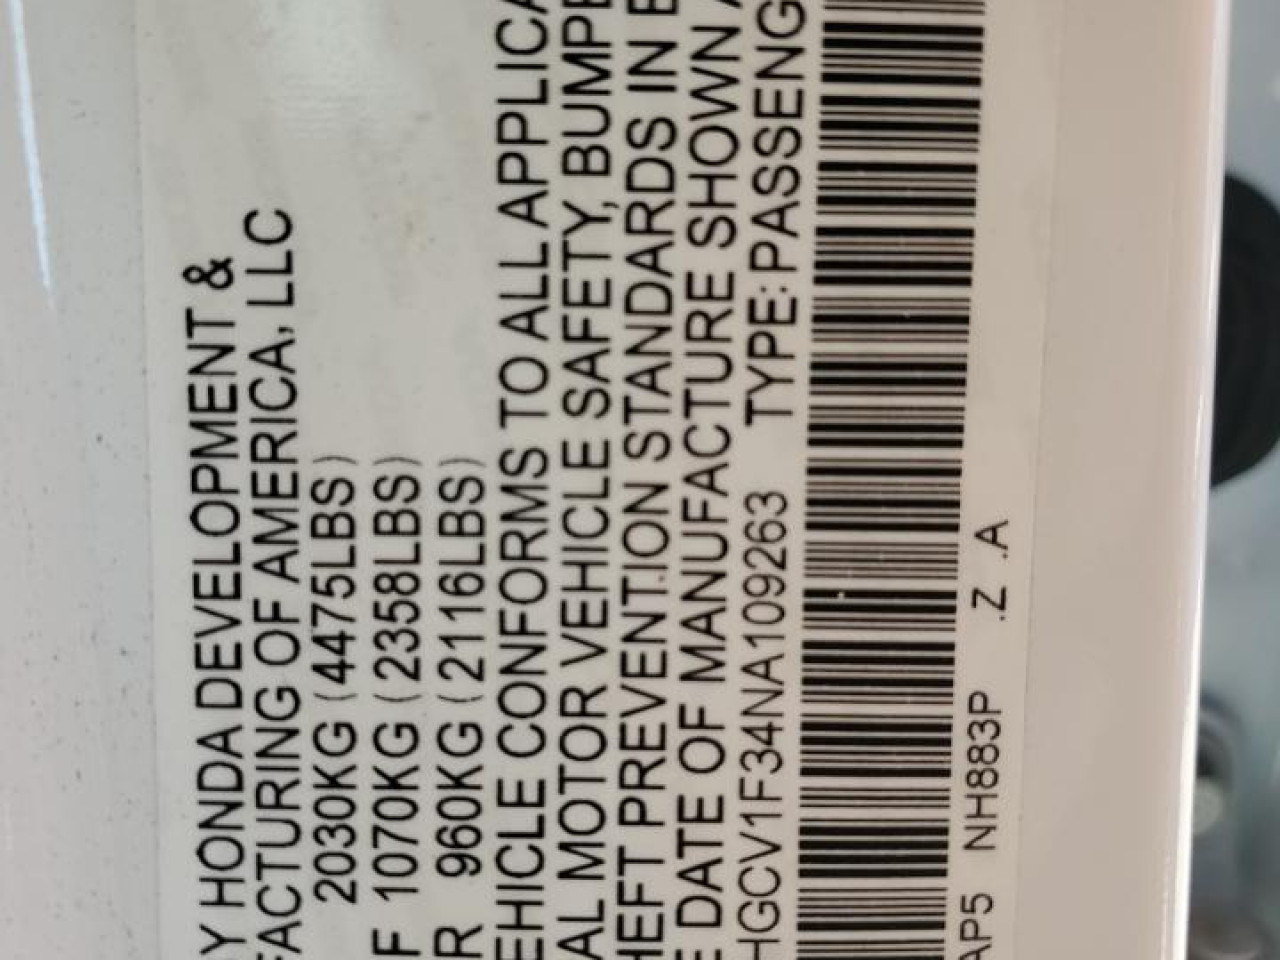 Y HONDA DEVELOPMENT &
FACTURING OF AMERICA, LLC
2030KG (4475LBS)
F 1070KG (2358LBS)
R 960KG (2116LBS)
EHICLE CONFORMS TO ALL APPLICA
AL MOTOR VEHICLE SAFETY, BUMPE
HEFT PREVENTION STANDARDS IN E
E DATE OF MANUFACTURE SHOWN A
HGCV1F34NA109263 TYPE: PASSENG
AP5 NH883P .Z .A